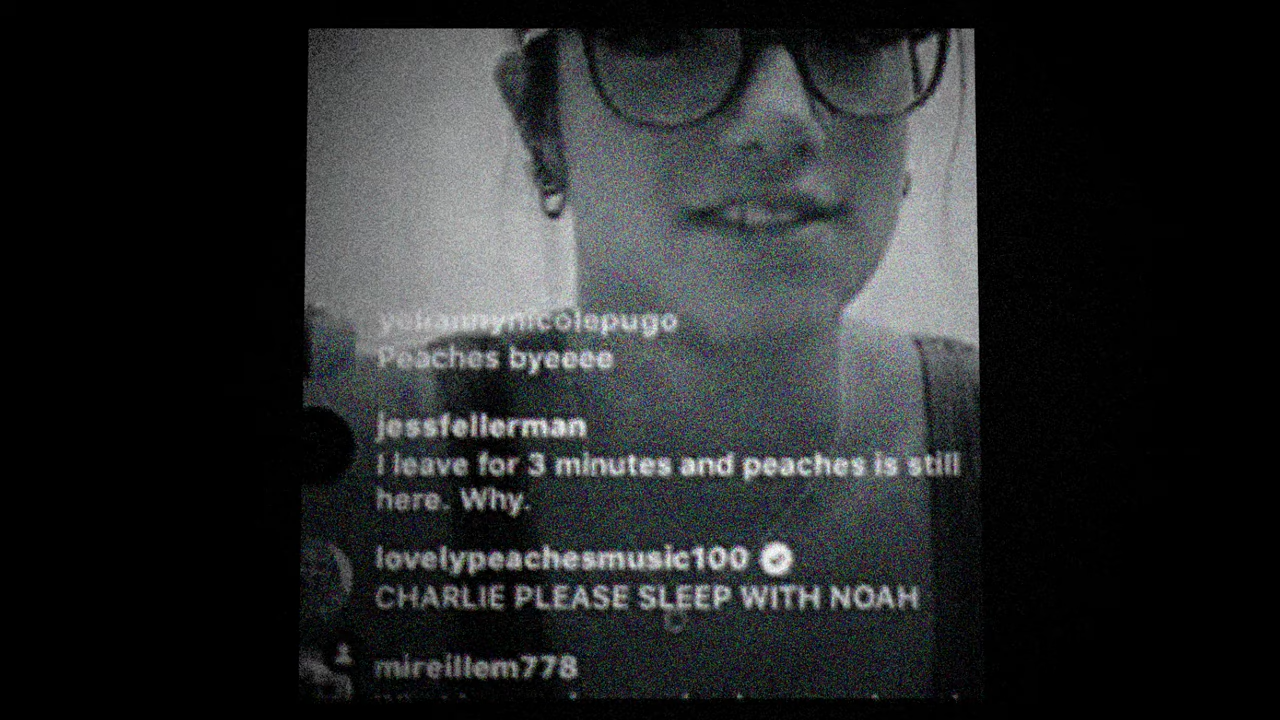 Peaches byeeee
jessfellerman
I leave for 3 minutes and peaches is still
here. Why.
lovelypeachesmusic100
CHARLIE PLEASE SLEEP WITH NOAH
mireillem778